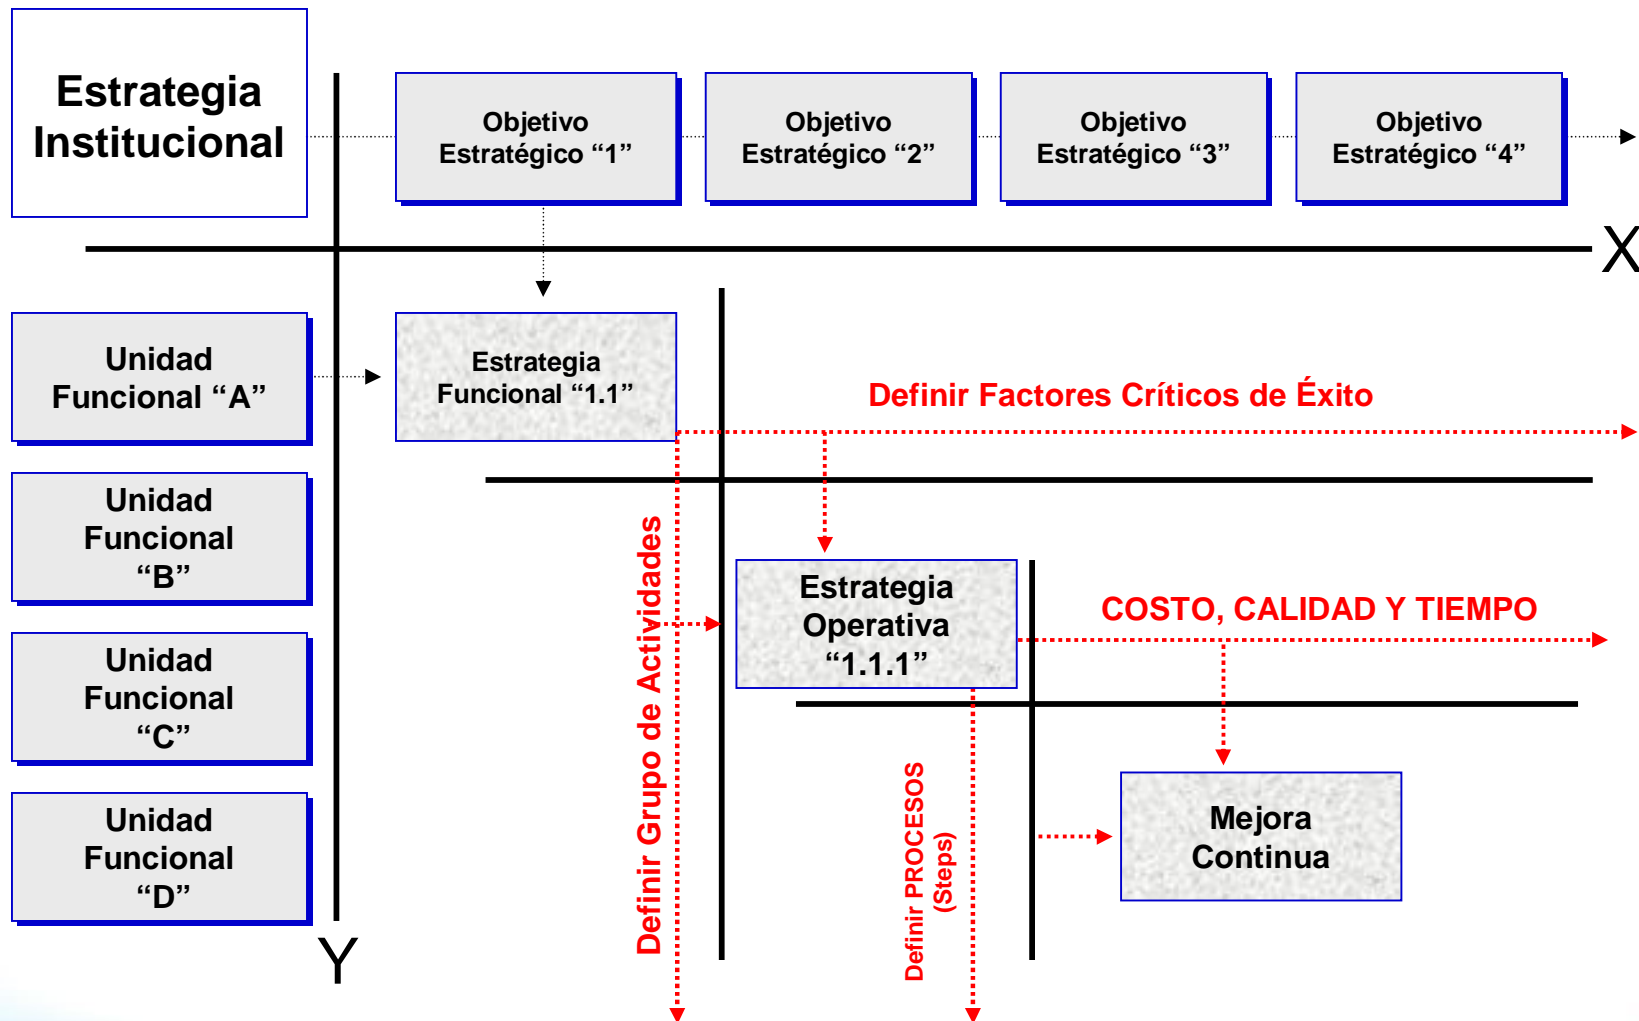 Estrategia
Institucional
Objetivo
Estratégico “1”
Objetivo
Estratégico “2”
Objetivo
Estratégico “3”
Objetivo
Estratégico “4”
X
Unidad
Funcional “A”
Estrategia
Funcional “1.1”
Definir Factores Críticos de Éxito
Unidad
Funcional
“B”
Definir Grupo de Actividades
Estrategia
Operativa
“1.1.1”
COSTO, CALIDAD Y TIEMPO
Unidad
Funcional
“C”
Definir PROCESOS
(Steps)
Mejora
Continua
Unidad
Funcional
“D”
Y